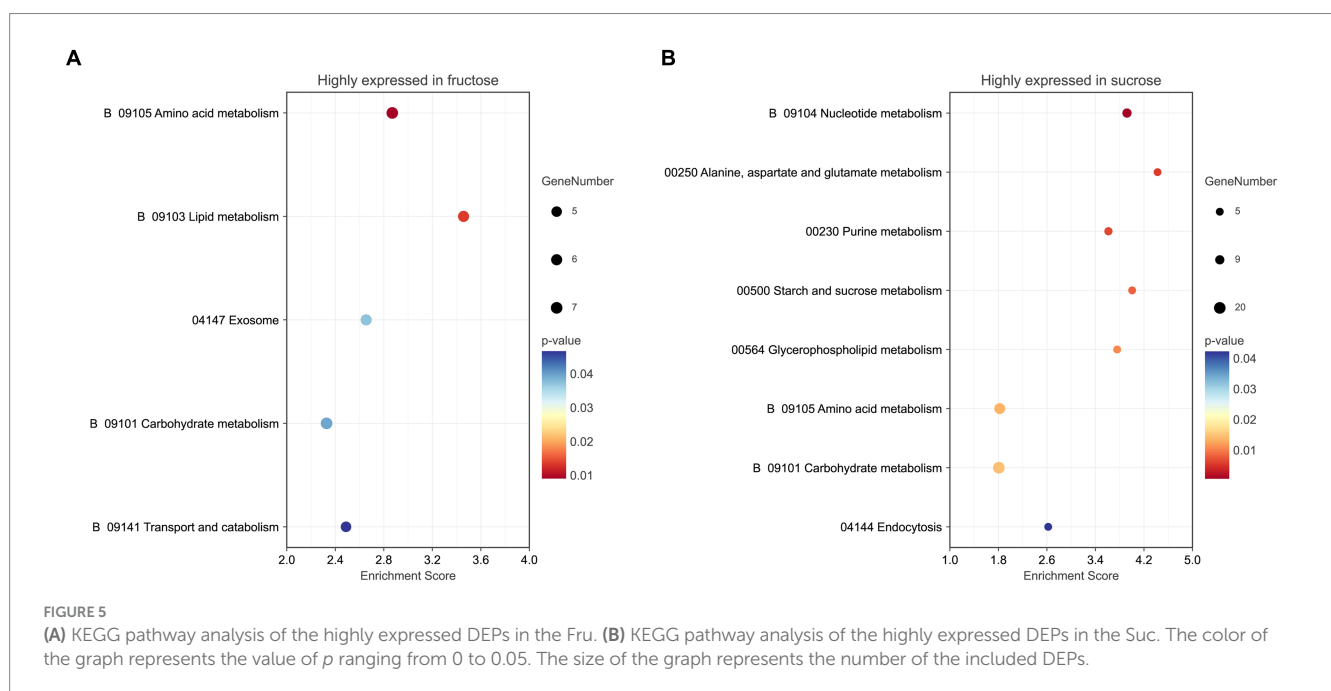 A
Highly expressed in fructose
B 09105 Amino acid metabolism
B 09103 Lipid metabolism
04147 Exosome
B 09101 Carbohydrate metabolism
B 09141 Transport and catabolism
2.0 2.4 2.8 3.2 3.6 4.0
Enrichment Score
GeneNumber
5
6
7
p-value
0.04
0.03
0.02
0.01
B
Highly expressed in sucrose
B 09104 Nucleotide metabolism
00250 Alanine, aspartate and glutamate metabolism
00230 Purine metabolism
00500 Starch and sucrose metabolism
00564 Glycerophospholipid metabolism
B 09105 Amino acid metabolism
B 09101 Carbohydrate metabolism
04144 Endocytosis
1.0 1.8 2.6 3.4 4.2 5.0
Enrichment Score
GeneNumber
5
9
20
p-value
0.04
0.03
0.02
0.01
FIGURE 5
(A) KEGG pathway analysis of the highly expressed DEPs in the Fru. (B) KEGG pathway analysis of the highly expressed DEPs in the Suc. The color of
the graph represents the value of p ranging from 0 to 0.05. The size of the graph represents the number of the included DEPs.